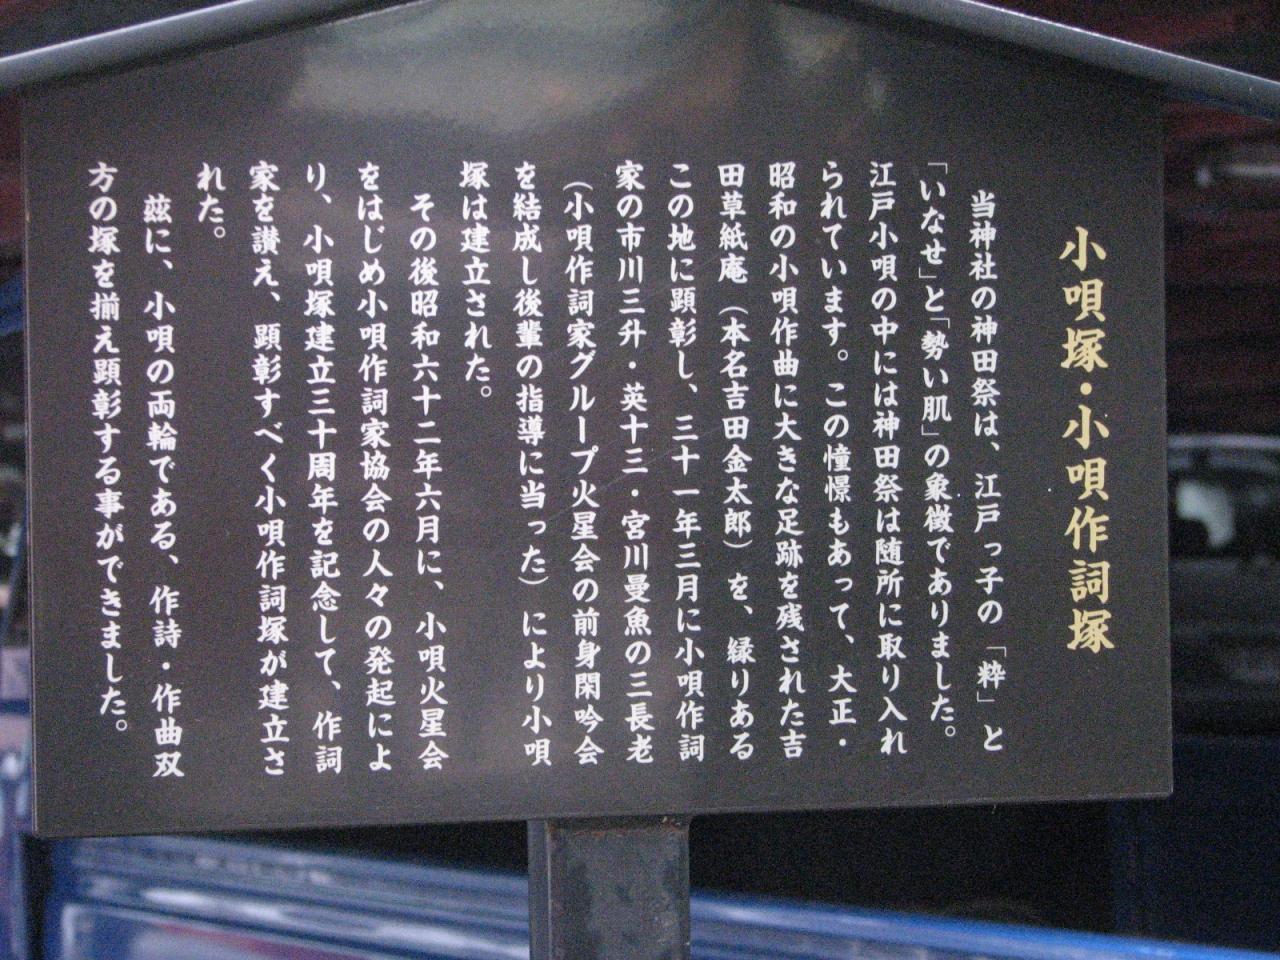 小唄塚・小唄作詞塚
当神社の神田祭は、江戸っ子の「粋」と
「いなせ」と「勢い肌」の象徴でありました。
江戸小唄の中には神田祭は随所に取り入れ
られています。この憧憬もあって、大正・
昭和の小唄作曲に大きな足跡を残された吉
田草紙庵（本名吉田金太郎）を、縁りある
この地に顕彰し、三十一年三月に小唄作詞
家の市川三升・英十三・宮川曼魚の三長老
（小唄作詞家グループ火星会の前身閑吟会
を結成し後輩の指導に当った）により小唄
塚は建立された。
その後昭和六十二年六月に、小唄火星会
をはじめ小唄作詞家協会の人々の発起によ
り、小唄塚建立三十周年を記念して、作詞
家を讃え、顕彰すべく小唄作詞塚が建立さ
れた。
茲に、小唄の両輪である、作詩・作曲双
方の塚を揃え顕彰する事ができました。